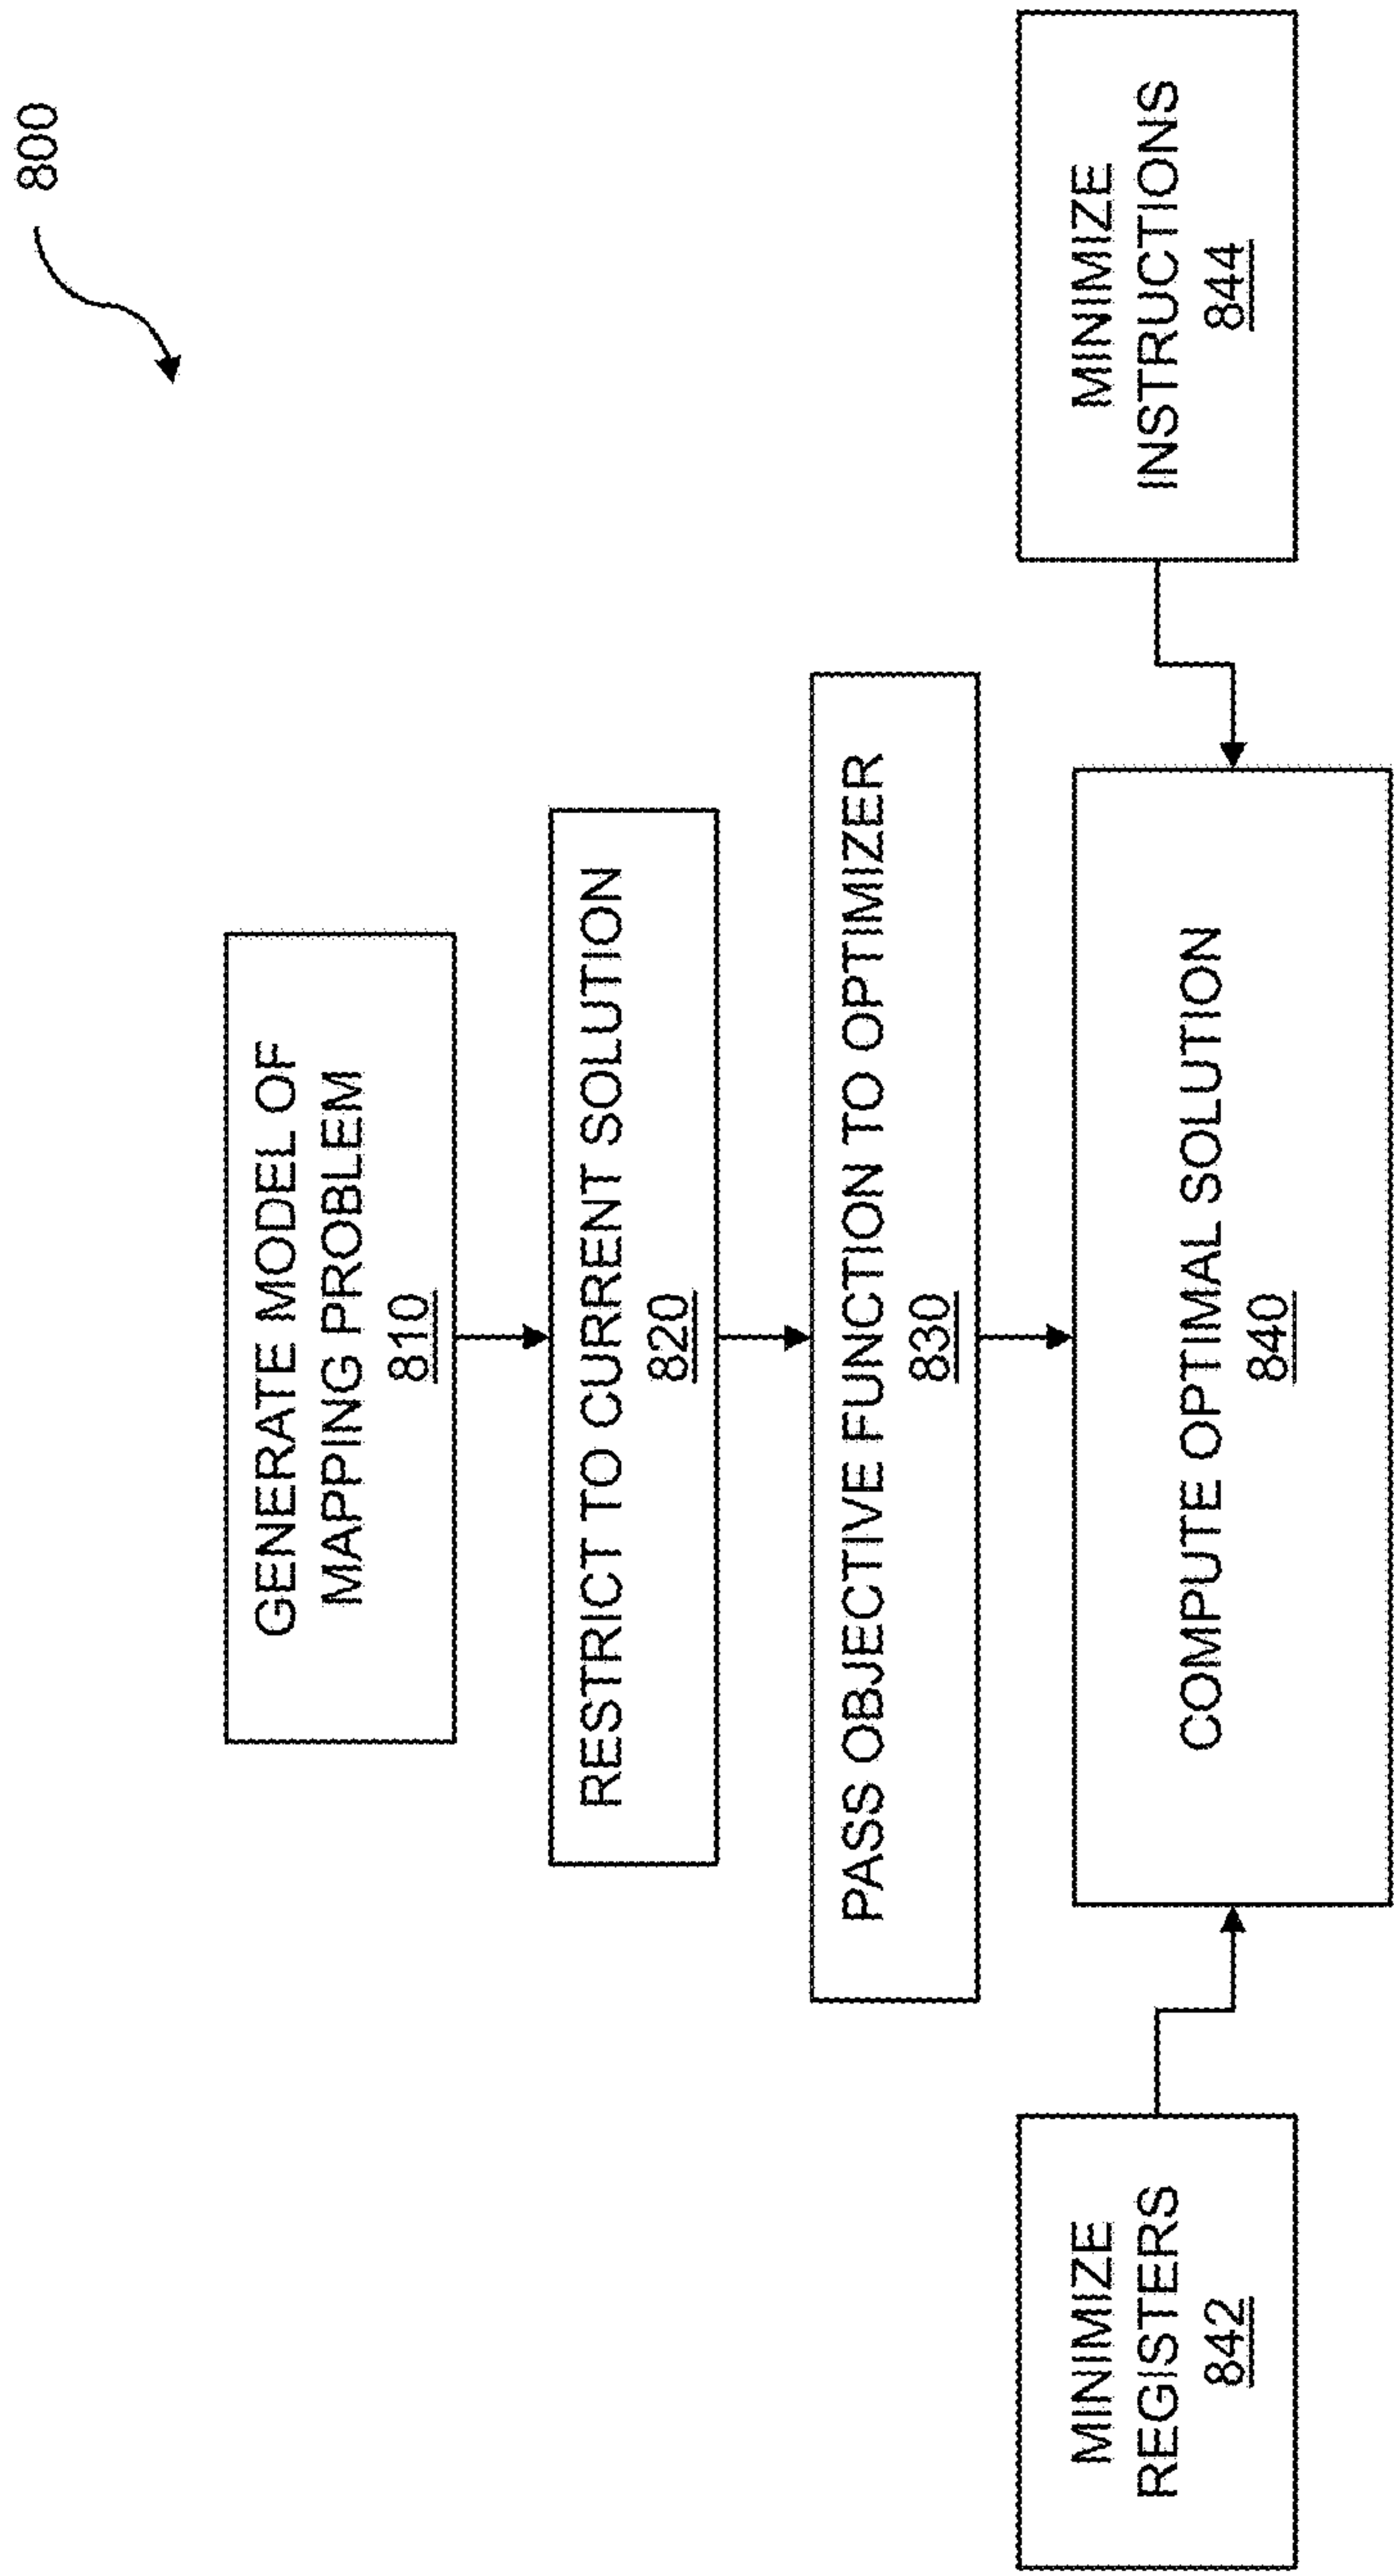 800
GENERATE MODEL OF
MAPPING PROBLEM
810
RESTRICT TO CURRENT SOLUTION
820
PASS OBJECTIVE FUNCTION TO OPTIMIZER
830
MINIMIZE
REGISTERS
842
COMPUTE OPTIMAL SOLUTION
840
MINIMIZE
INSTRUCTIONS
844